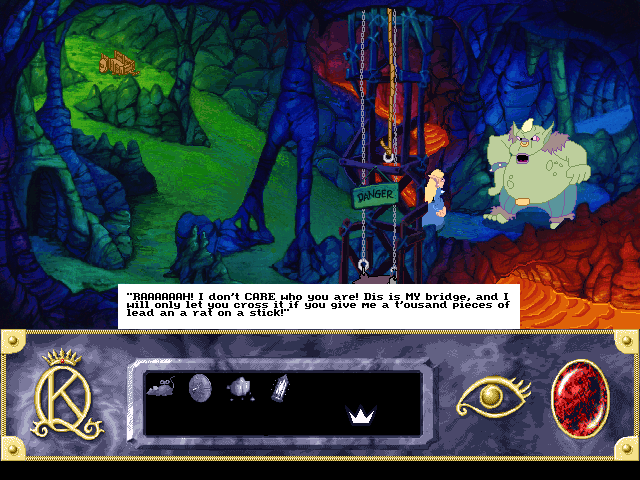 DANGER
"RAAAAAAH! I don't CARE who you are! Dis is MY bridge, and I
will only let you cross it if you give me a t'ousand pieces of
lead an a rat on a stick!"
KQ